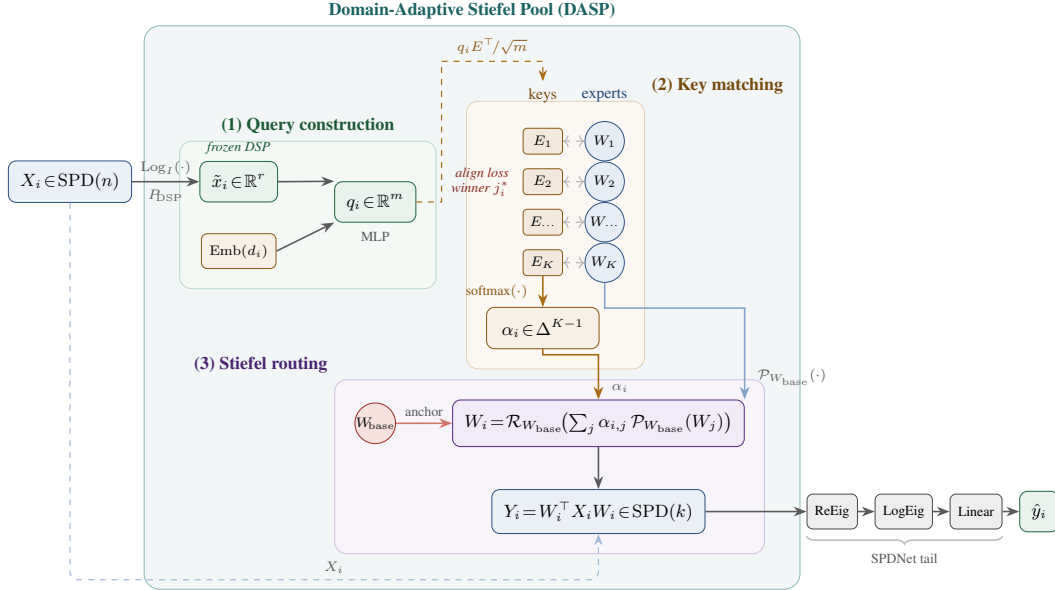 Domain-Adaptive Stiefel Pool (DASP)
q_i E^⊤/√m
(2) Key matching
keys
experts
(1) Query construction
frozen DSP
E_1
W_1
X_i ∈ SPD(n)
Log_I(·)
P_DSP
x̃_i ∈ ℝ^r
q_i ∈ ℝ^m
MLP
Emb(d_i)
align loss
winner j_i^*
E_2
W_2
E...
W...
E_K
W_K
softmax(·)
α_i ∈ Δ^{K−1}
(3) Stiefel routing
α_i
𝒫_{W_base}(·)
W_base
anchor
W_i = ℛ_{W_base}(∑_j α_{i,j} 𝒫_{W_base}(W_j))
Y_i = W_i^⊤ X_i W_i ∈ SPD(k)
X_i
ReEig
LogEig
Linear
ŷ_i
SPDNet tail